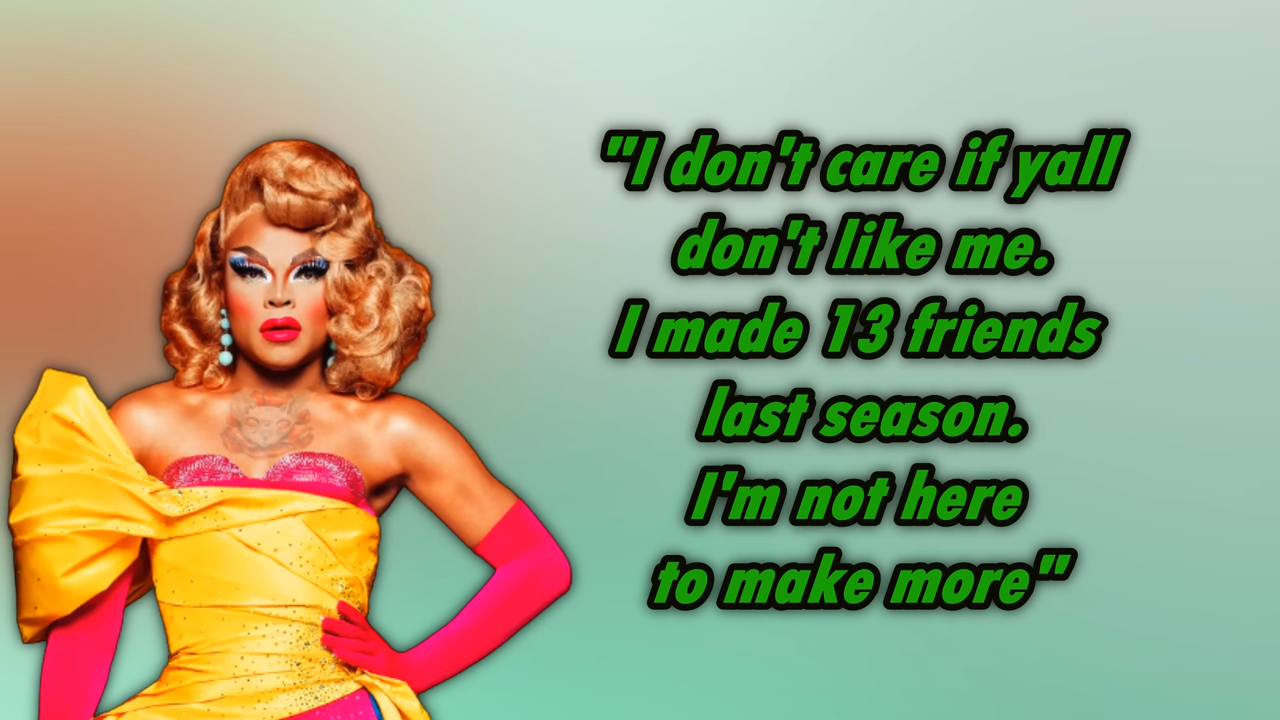 "I don't care if yall
don't like me.
I made 13 friends
last season.
I'm not here
to make more"